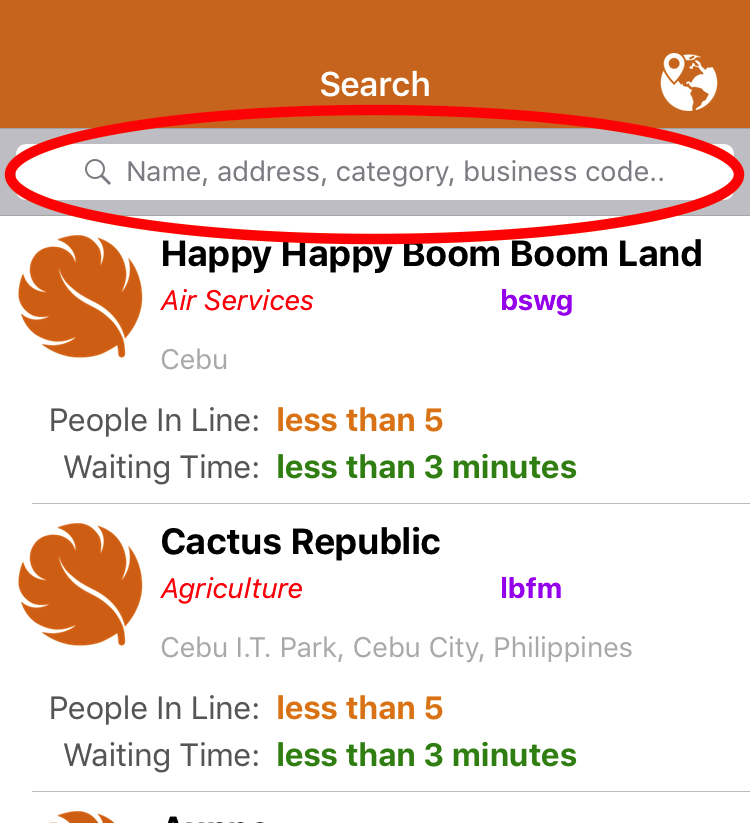 Search
Name, address, category, business code..
Happy Happy Boom Boom Land
Air Services bswg
Cebu
People In Line: less than 5
Waiting Time: less than 3 minutes
Cactus Republic
Agriculture lbfm
Cebu I.T. Park, Cebu City, Philippines
People In Line: less than 5
Waiting Time: less than 3 minutes